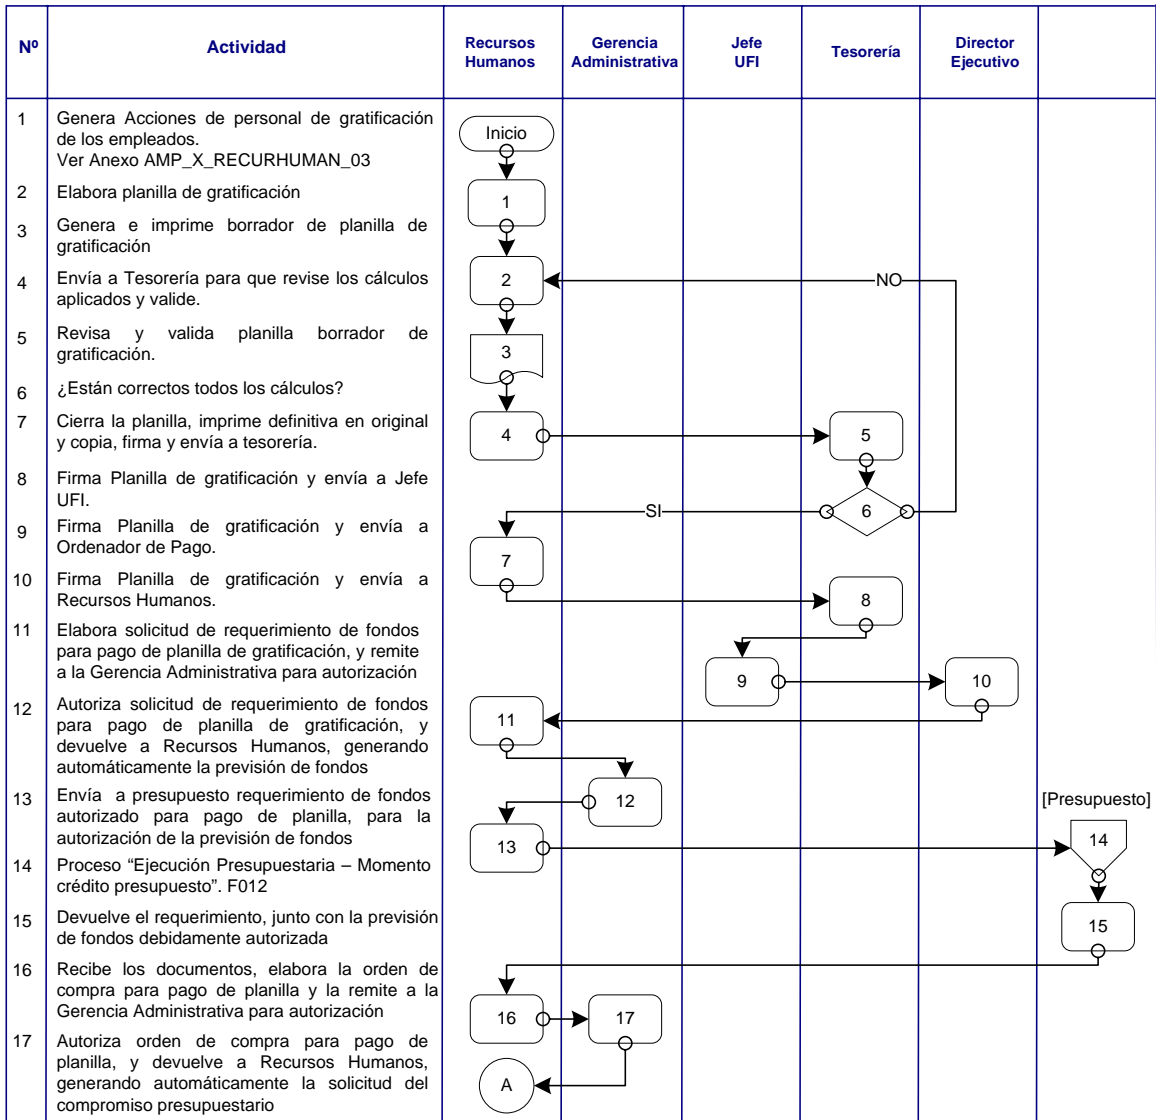 Nº
Actividad
Recursos
Humanos
Gerencia
Administrativa
Jefe
UFI
Tesorería
Director
Ejecutivo
1
Genera Acciones de personal de gratificación
de los empleados.
Ver Anexo AMP_X_RECURHUMAN_03
2
Elabora planilla de gratificación
3
Genera e imprime borrador de planilla de
gratificación
4
Envía a Tesorería para que revise los cálculos
aplicados y valide.
5
Revisa y valida planilla borrador de
gratificación.
6
¿Están correctos todos los cálculos?
7
Cierra la planilla, imprime definitiva en original
y copia, firma y envía a tesorería.
8
Firma Planilla de gratificación y envía a Jefe
UFI.
9
Firma Planilla de gratificación y envía a
Ordenador de Pago.
10
Firma Planilla de gratificación y envía a
Recursos Humanos.
11
Elabora solicitud de requerimiento de fondos
para pago de planilla de gratificación, y remite
a la Gerencia Administrativa para autorización
12
Autoriza solicitud de requerimiento de fondos
para pago de planilla de gratificación, y
devuelve a Recursos Humanos, generando
automáticamente la previsión de fondos
13
Envía a presupuesto requerimiento de fondos
autorizado para pago de planilla, para la
autorización de la previsión de fondos
14
Proceso “Ejecución Presupuestaria – Momento
crédito presupuesto”. F012
15
Devuelve el requerimiento, junto con la previsión
de fondos debidamente autorizada
16
Recibe los documentos, elabora la orden de
compra para pago de planilla y la remite a la
Gerencia Administrativa para autorización
17
Autoriza orden de compra para pago de
planilla, y devuelve a Recursos Humanos,
generando automáticamente la solicitud del
compromiso presupuestario
Inicio
1
2
NO
3
4
5
SI
6
7
8
9
10
11
12
[Presupuesto]
13
14
15
16
17
A